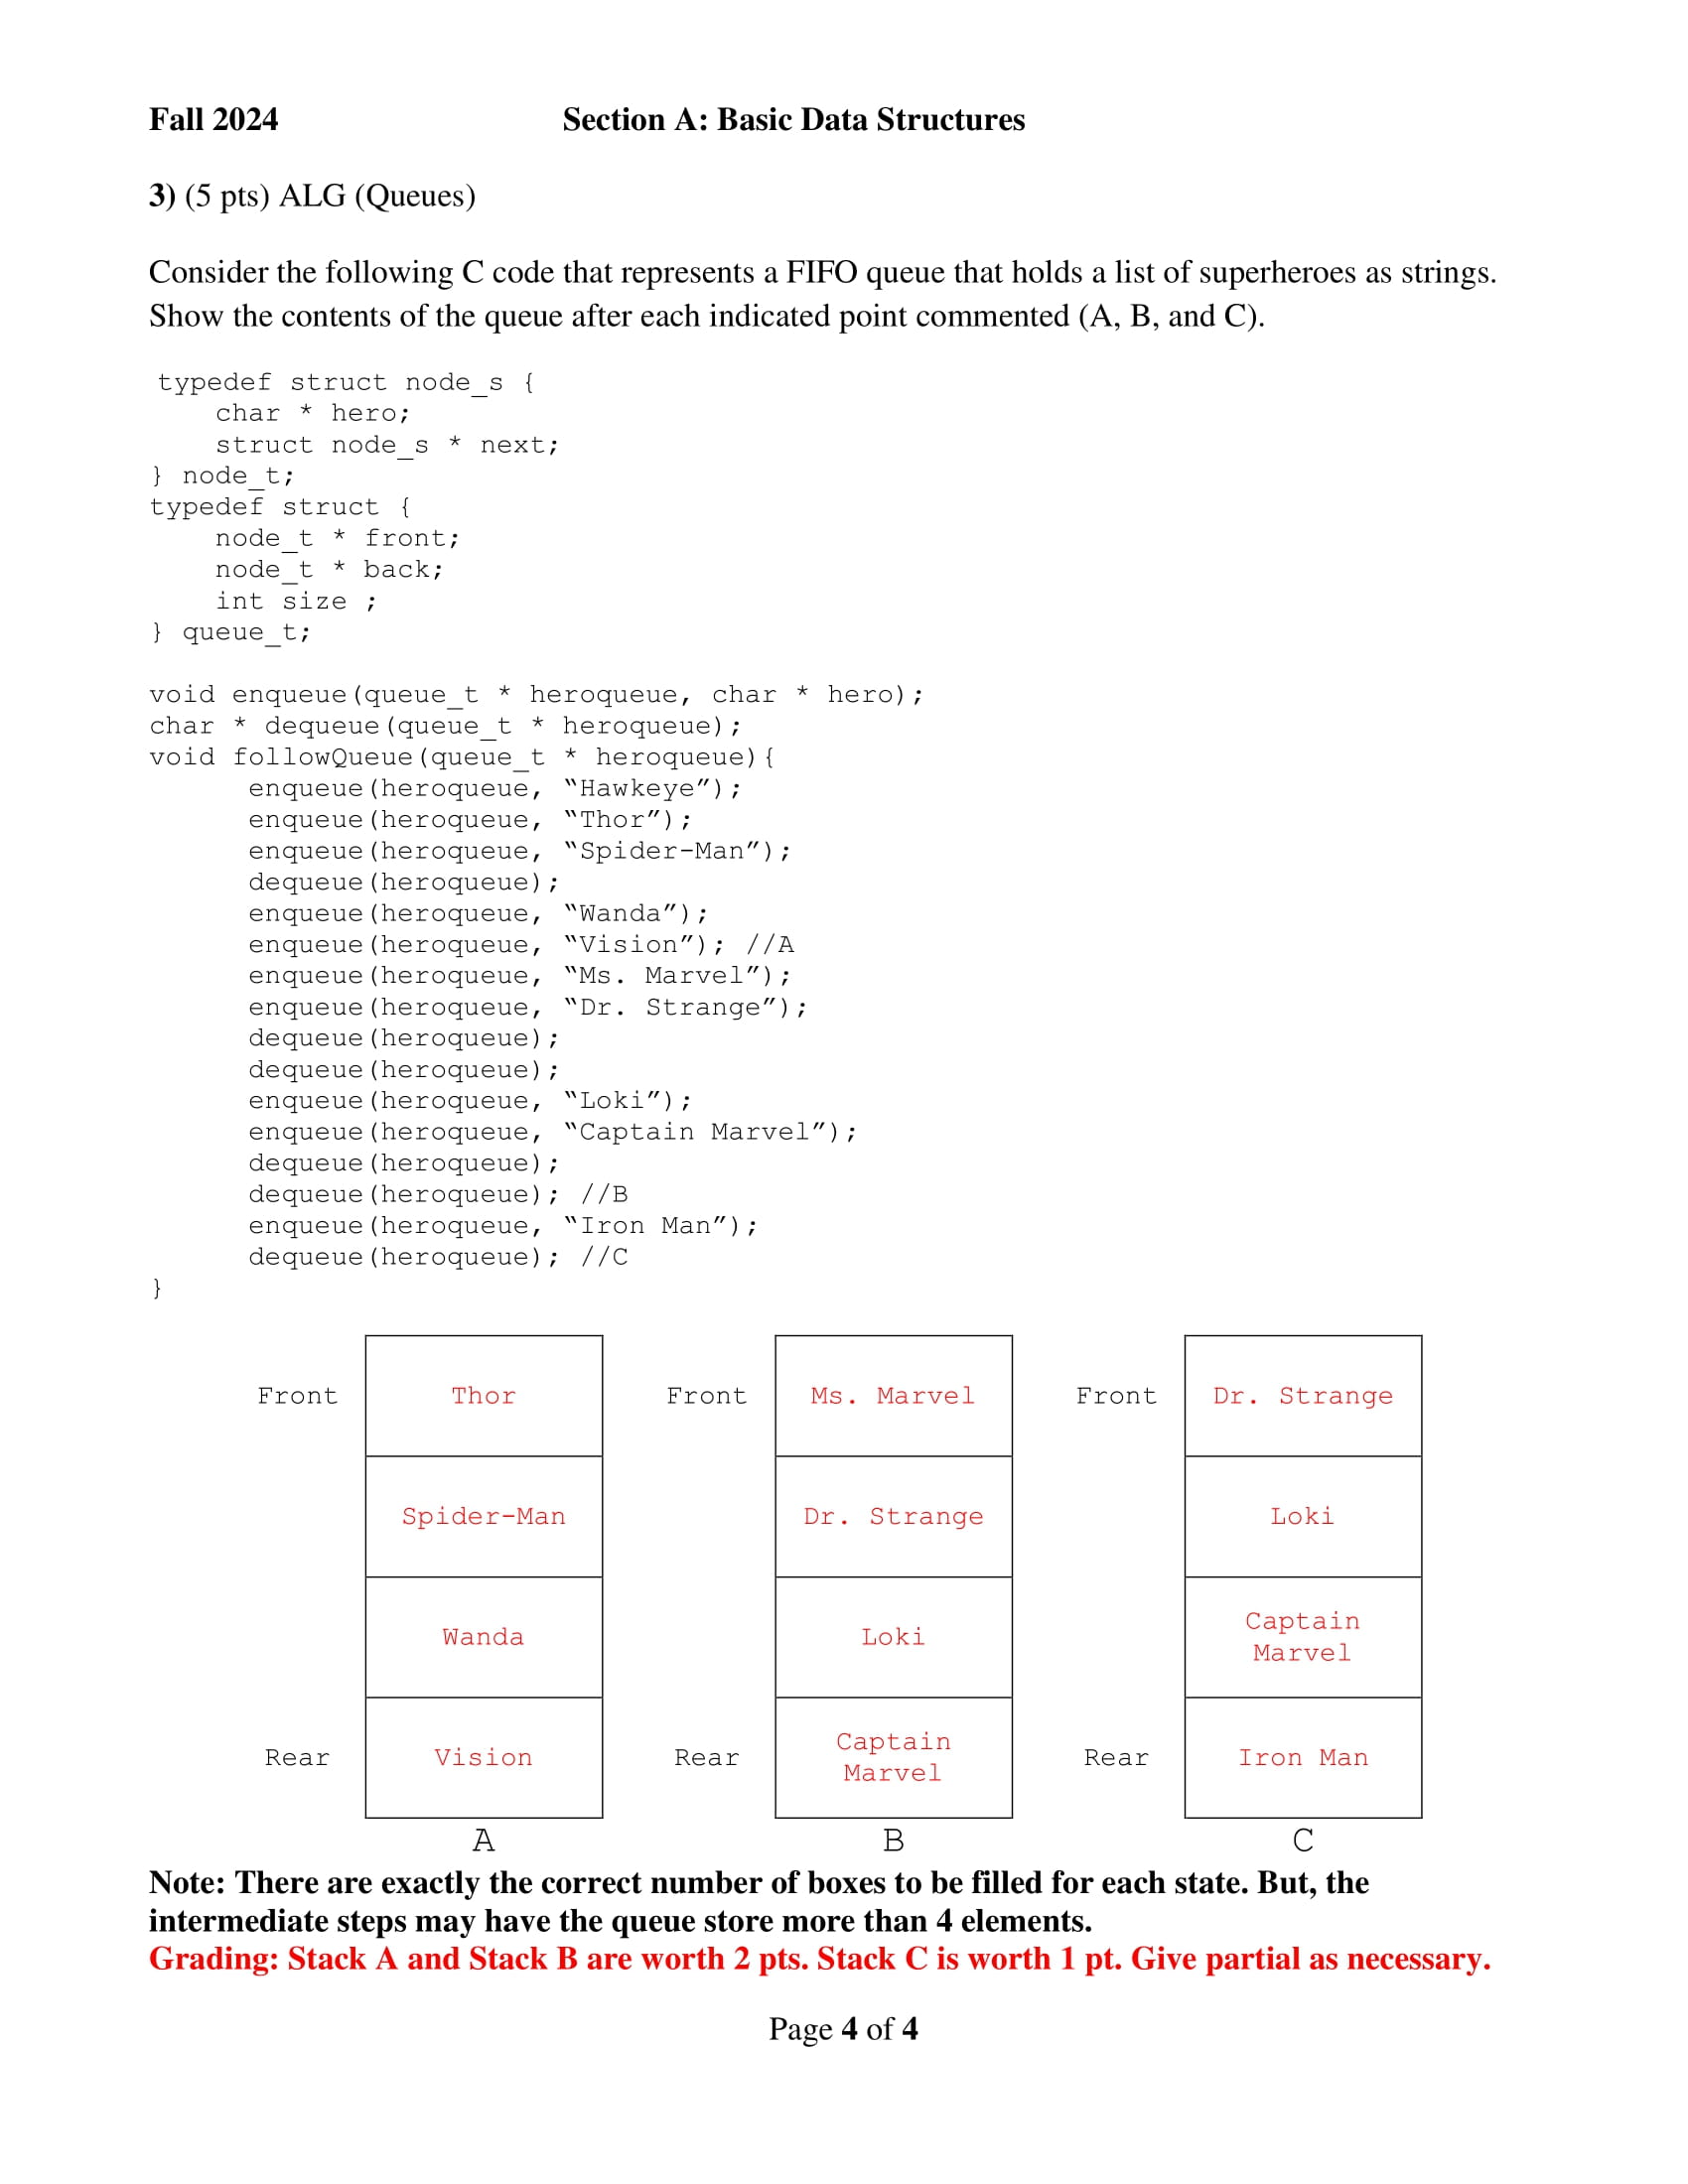 Fall 2024 Section A: Basic Data Structures
3) (5 pts) ALG (Queues)
Consider the following C code that represents a FIFO queue that holds a list of superheroes as strings.
Show the contents of the queue after each indicated point commented (A, B, and C).
typedef struct node_s {
    char * hero;
    struct node_s * next;
} node_t;
typedef struct {
    node_t * front;
    node_t * back;
    int size ;
} queue_t;
void enqueue(queue_t * heroqueue, char * hero);
char * dequeue(queue_t * heroqueue);
void followQueue(queue_t * heroqueue){
      enqueue(heroqueue, “Hawkeye”);
      enqueue(heroqueue, “Thor”);
      enqueue(heroqueue, “Spider-Man”);
      dequeue(heroqueue);
      enqueue(heroqueue, “Wanda”);
      enqueue(heroqueue, “Vision”); //A
      enqueue(heroqueue, “Ms. Marvel”);
      enqueue(heroqueue, “Dr. Strange”);
      dequeue(heroqueue);
      dequeue(heroqueue);
      enqueue(heroqueue, “Loki”);
      enqueue(heroqueue, “Captain Marvel”);
      dequeue(heroqueue);
      dequeue(heroqueue); //B
      enqueue(heroqueue, “Iron Man”);
      dequeue(heroqueue); //C
}
Front Thor Front Ms. Marvel Front Dr. Strange
Spider-Man Dr. Strange Loki
Wanda Loki Captain
Marvel
Rear Vision Rear Captain
Marvel Rear Iron Man
A B C
Note: There are exactly the correct number of boxes to be filled for each state. But, the
intermediate steps may have the queue store more than 4 elements.
Grading: Stack A and Stack B are worth 2 pts. Stack C is worth 1 pt. Give partial as necessary.
Page 4 of 4